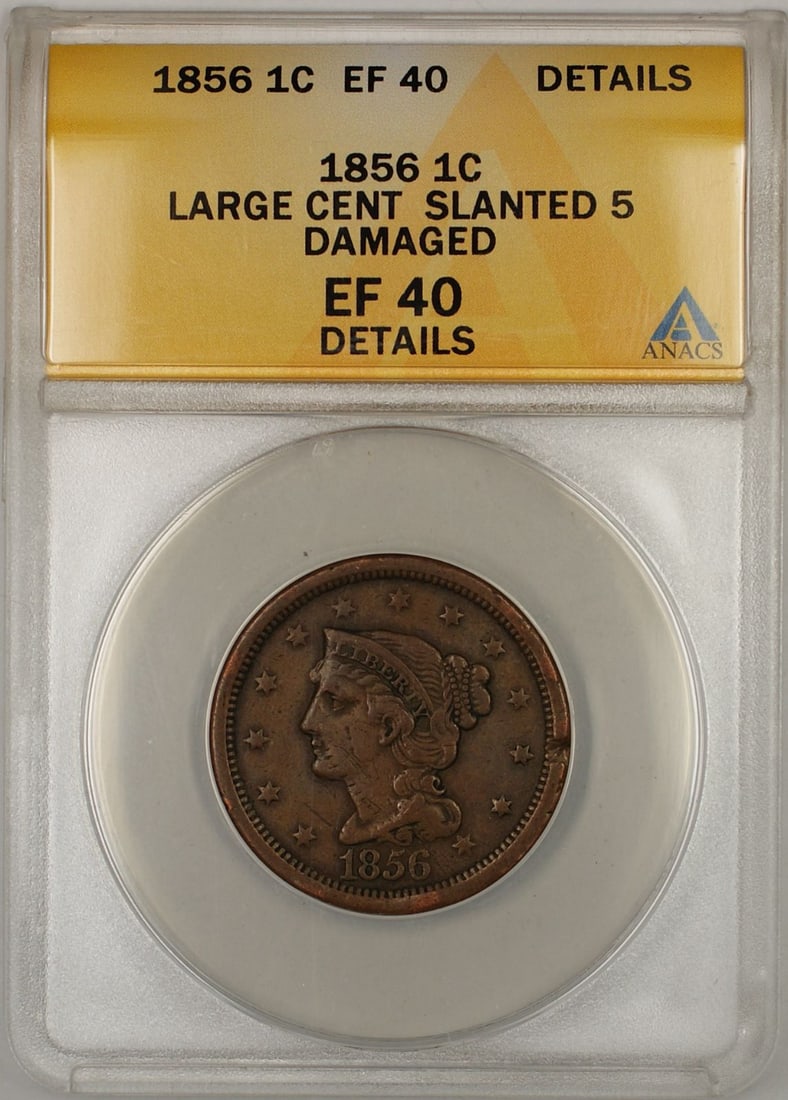 1856 1C EF 40 DETAILS
1856 1C
LARGE CENT SLANTED 5
DAMAGED
EF 40
DETAILS
ANACS
LIBERTY
1856